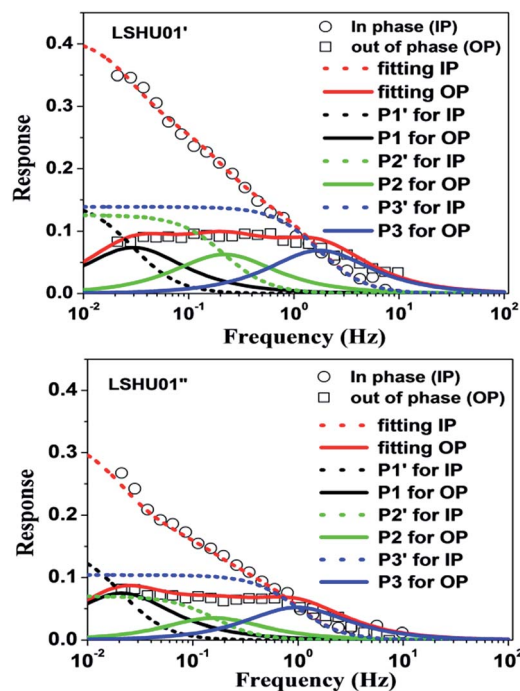 LSHU01'
In phase (IP)
out of phase (OP)
fitting IP
fitting OP
P1' for IP
P1 for OP
P2' for IP
P2 for OP
P3' for IP
P3 for OP
Response
0.4
0.3
0.2
0.1
0.0
10⁻² 10⁻¹ 10⁰ 10¹ 10²
Frequency (Hz)
LSHU01"
In phase (IP)
out of phase (OP)
fitting IP
fitting OP
P1' for IP
P1 for OP
P2' for IP
P2 for OP
P3' for IP
P3 for OP
Response
0.4
0.3
0.2
0.1
0.0
10⁻² 10⁻¹ 10⁰ 10¹ 10²
Frequency (Hz)